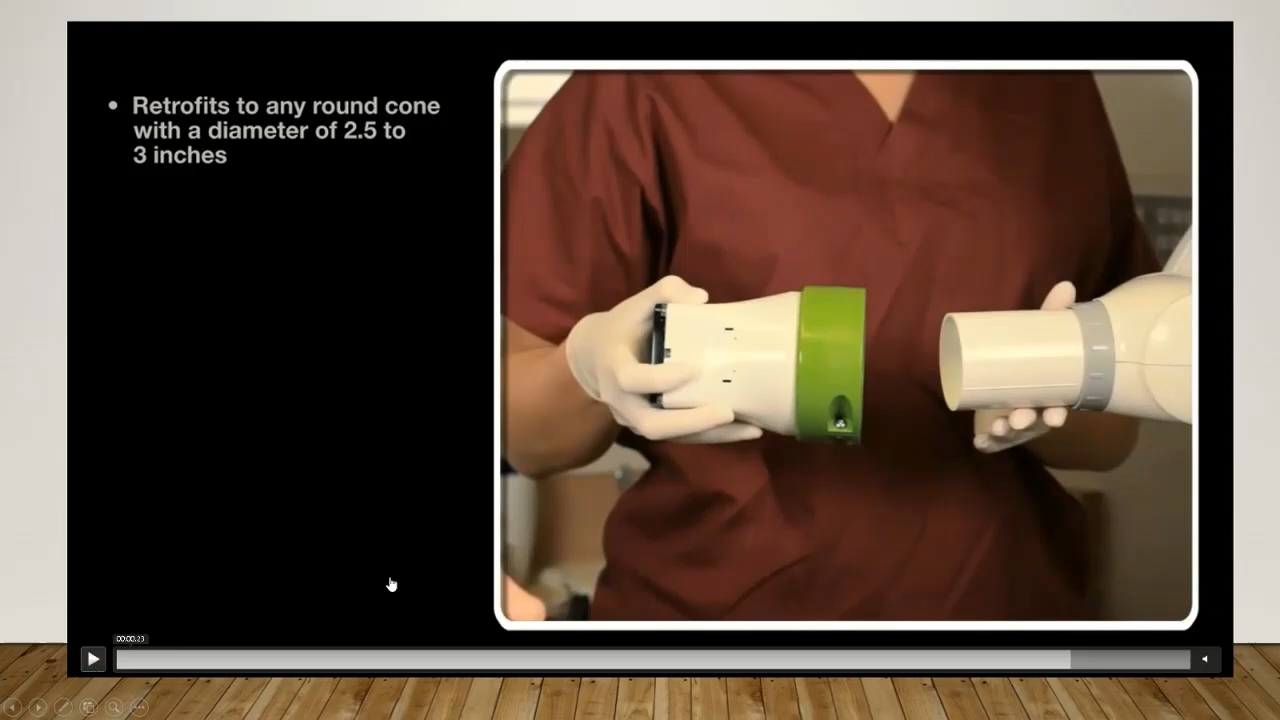 • Retrofits to any round cone
with a diameter of 2.5 to
3 inches
00:00.23